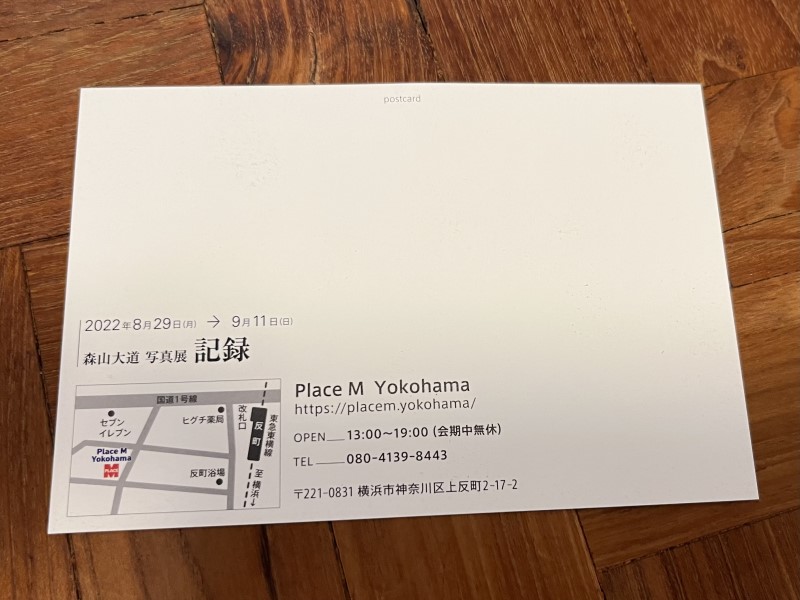 postcard
2022年8月29日(月) → 9月11日(日)
森山大道 写真展 記録
国道1号線
セブン
イレブン
ヒグチ薬局
改札口
反町
東急東横線
Place M
Yokohama
M
PLACE
反町浴場
至 横浜↓
Place M Yokohama
https://placem.yokohama/
OPEN 13:00〜19:00 (会期中無休)
TEL 080-4139-8443
〒221-0831 横浜市神奈川区上反町2-17-2